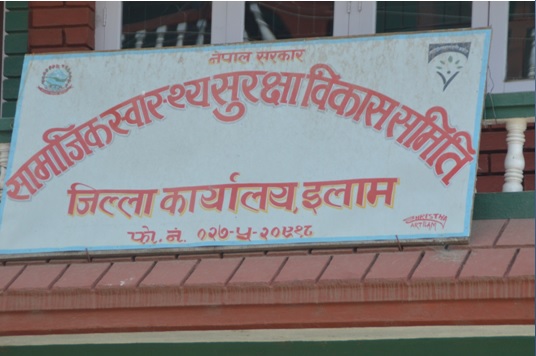 नेपाल सरकार
सामाजिक स्वास्थ्य सुरक्षा विकास समिति
जिल्ला कार्यालय, इलाम
फो. नं. ०२७-५-२०५१८